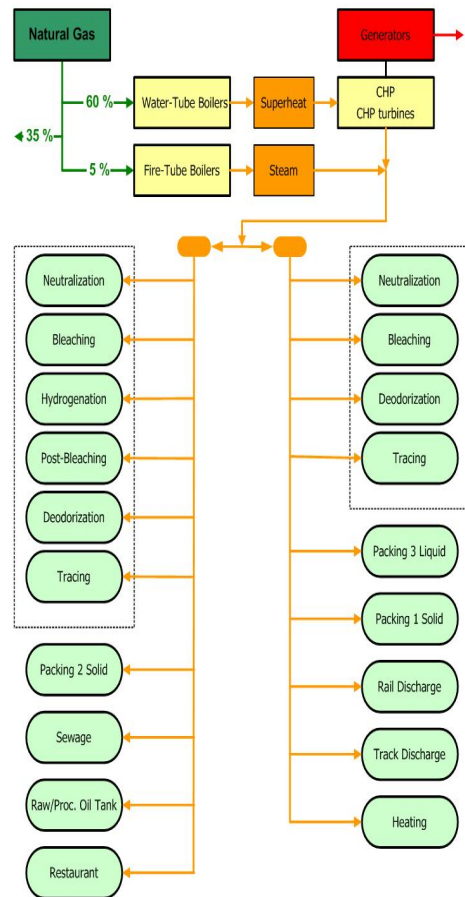 Natural Gas
Generators
60 %
Water-Tube Boilers
Superheat
CHP
CHP turbines
35 %
5 %
Fire-Tube Boilers
Steam
Neutralization
Bleaching
Hydrogenation
Post-Bleaching
Deodorization
Tracing
Packing 2 Solid
Sewage
Raw/Proc. Oil Tank
Restaurant
Neutralization
Bleaching
Deodorization
Tracing
Packing 3 Liquid
Packing 1 Solid
Rail Discharge
Track Discharge
Heating